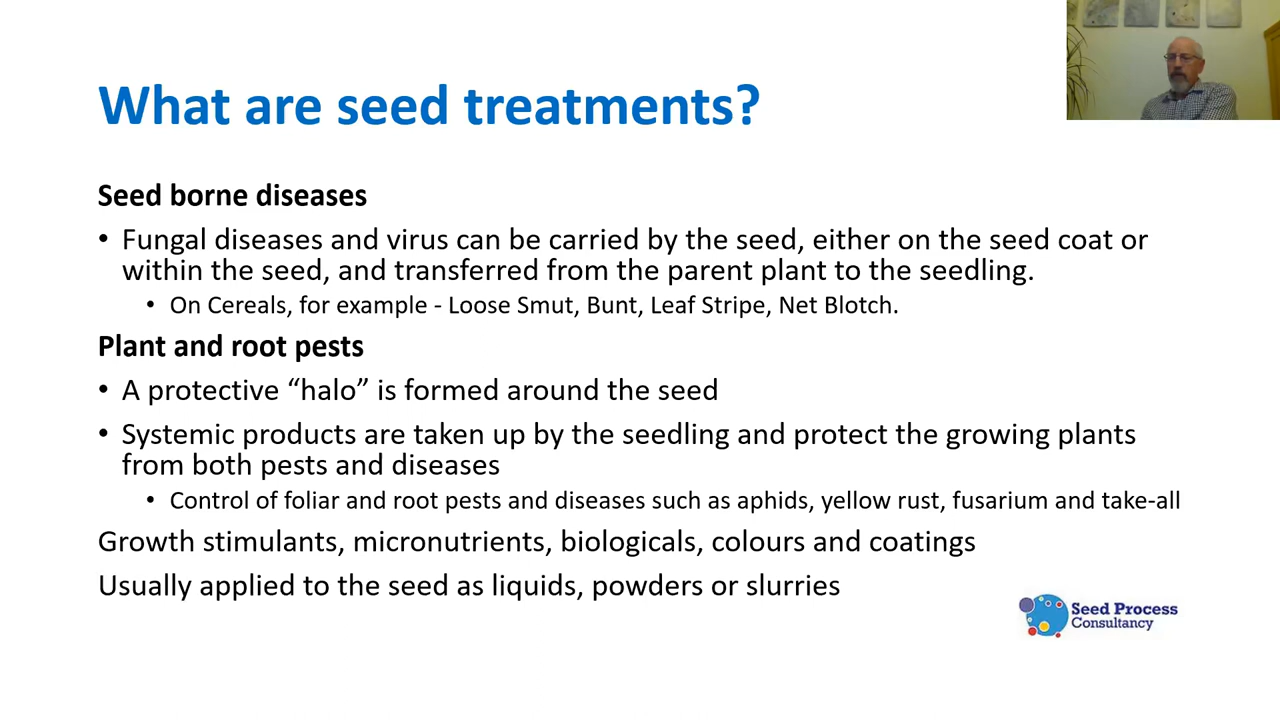 What are seed treatments?
Seed borne diseases
• Fungal diseases and virus can be carried by the seed, either on the seed coat or
within the seed, and transferred from the parent plant to the seedling.
• On Cereals, for example - Loose Smut, Bunt, Leaf Stripe, Net Blotch.
Plant and root pests
• A protective “halo” is formed around the seed
• Systemic products are taken up by the seedling and protect the growing plants
from both pests and diseases
• Control of foliar and root pests and diseases such as aphids, yellow rust, fusarium and take-all
Growth stimulants, micronutrients, biologicals, colours and coatings
Usually applied to the seed as liquids, powders or slurries
Seed Process
Consultancy